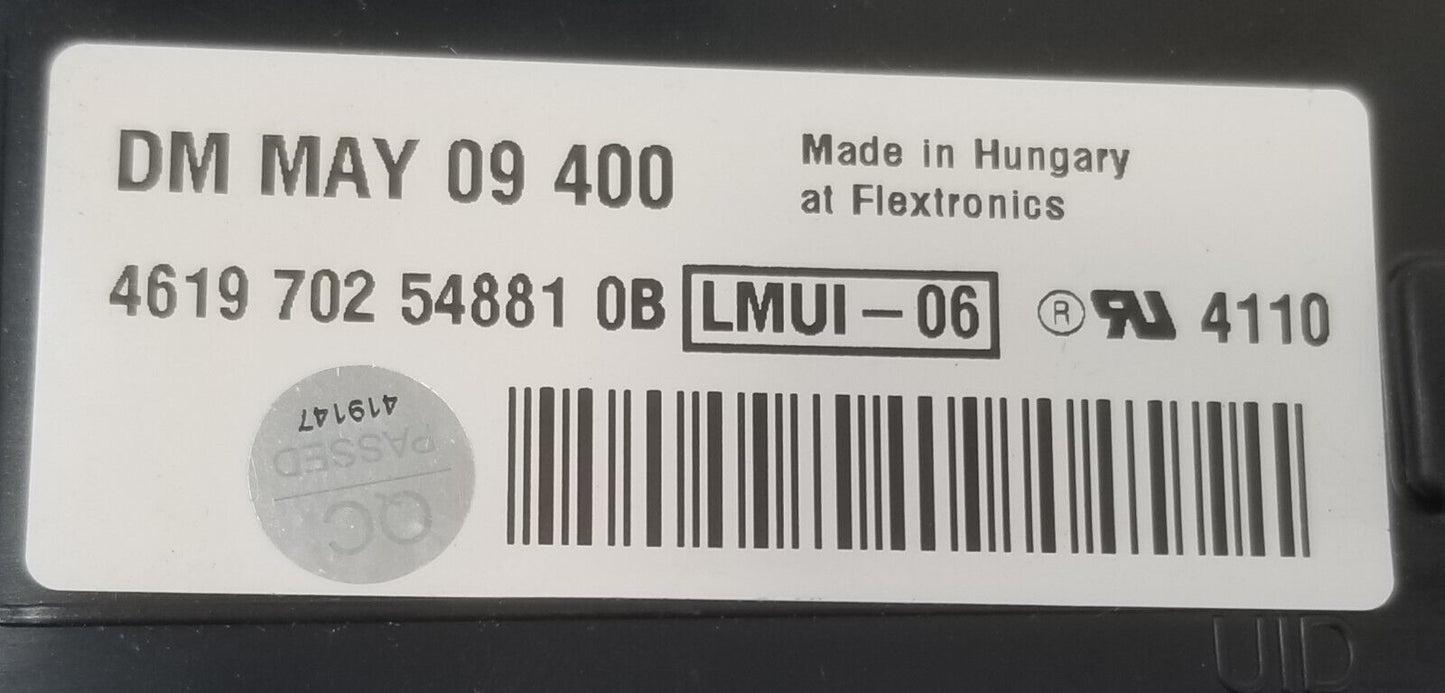 DM MAY 09 400
Made in Hungary
at Flextronics
4619 702 54881 0B LMUI-06 ® RU 4110
419147
PASSED
QC
UID